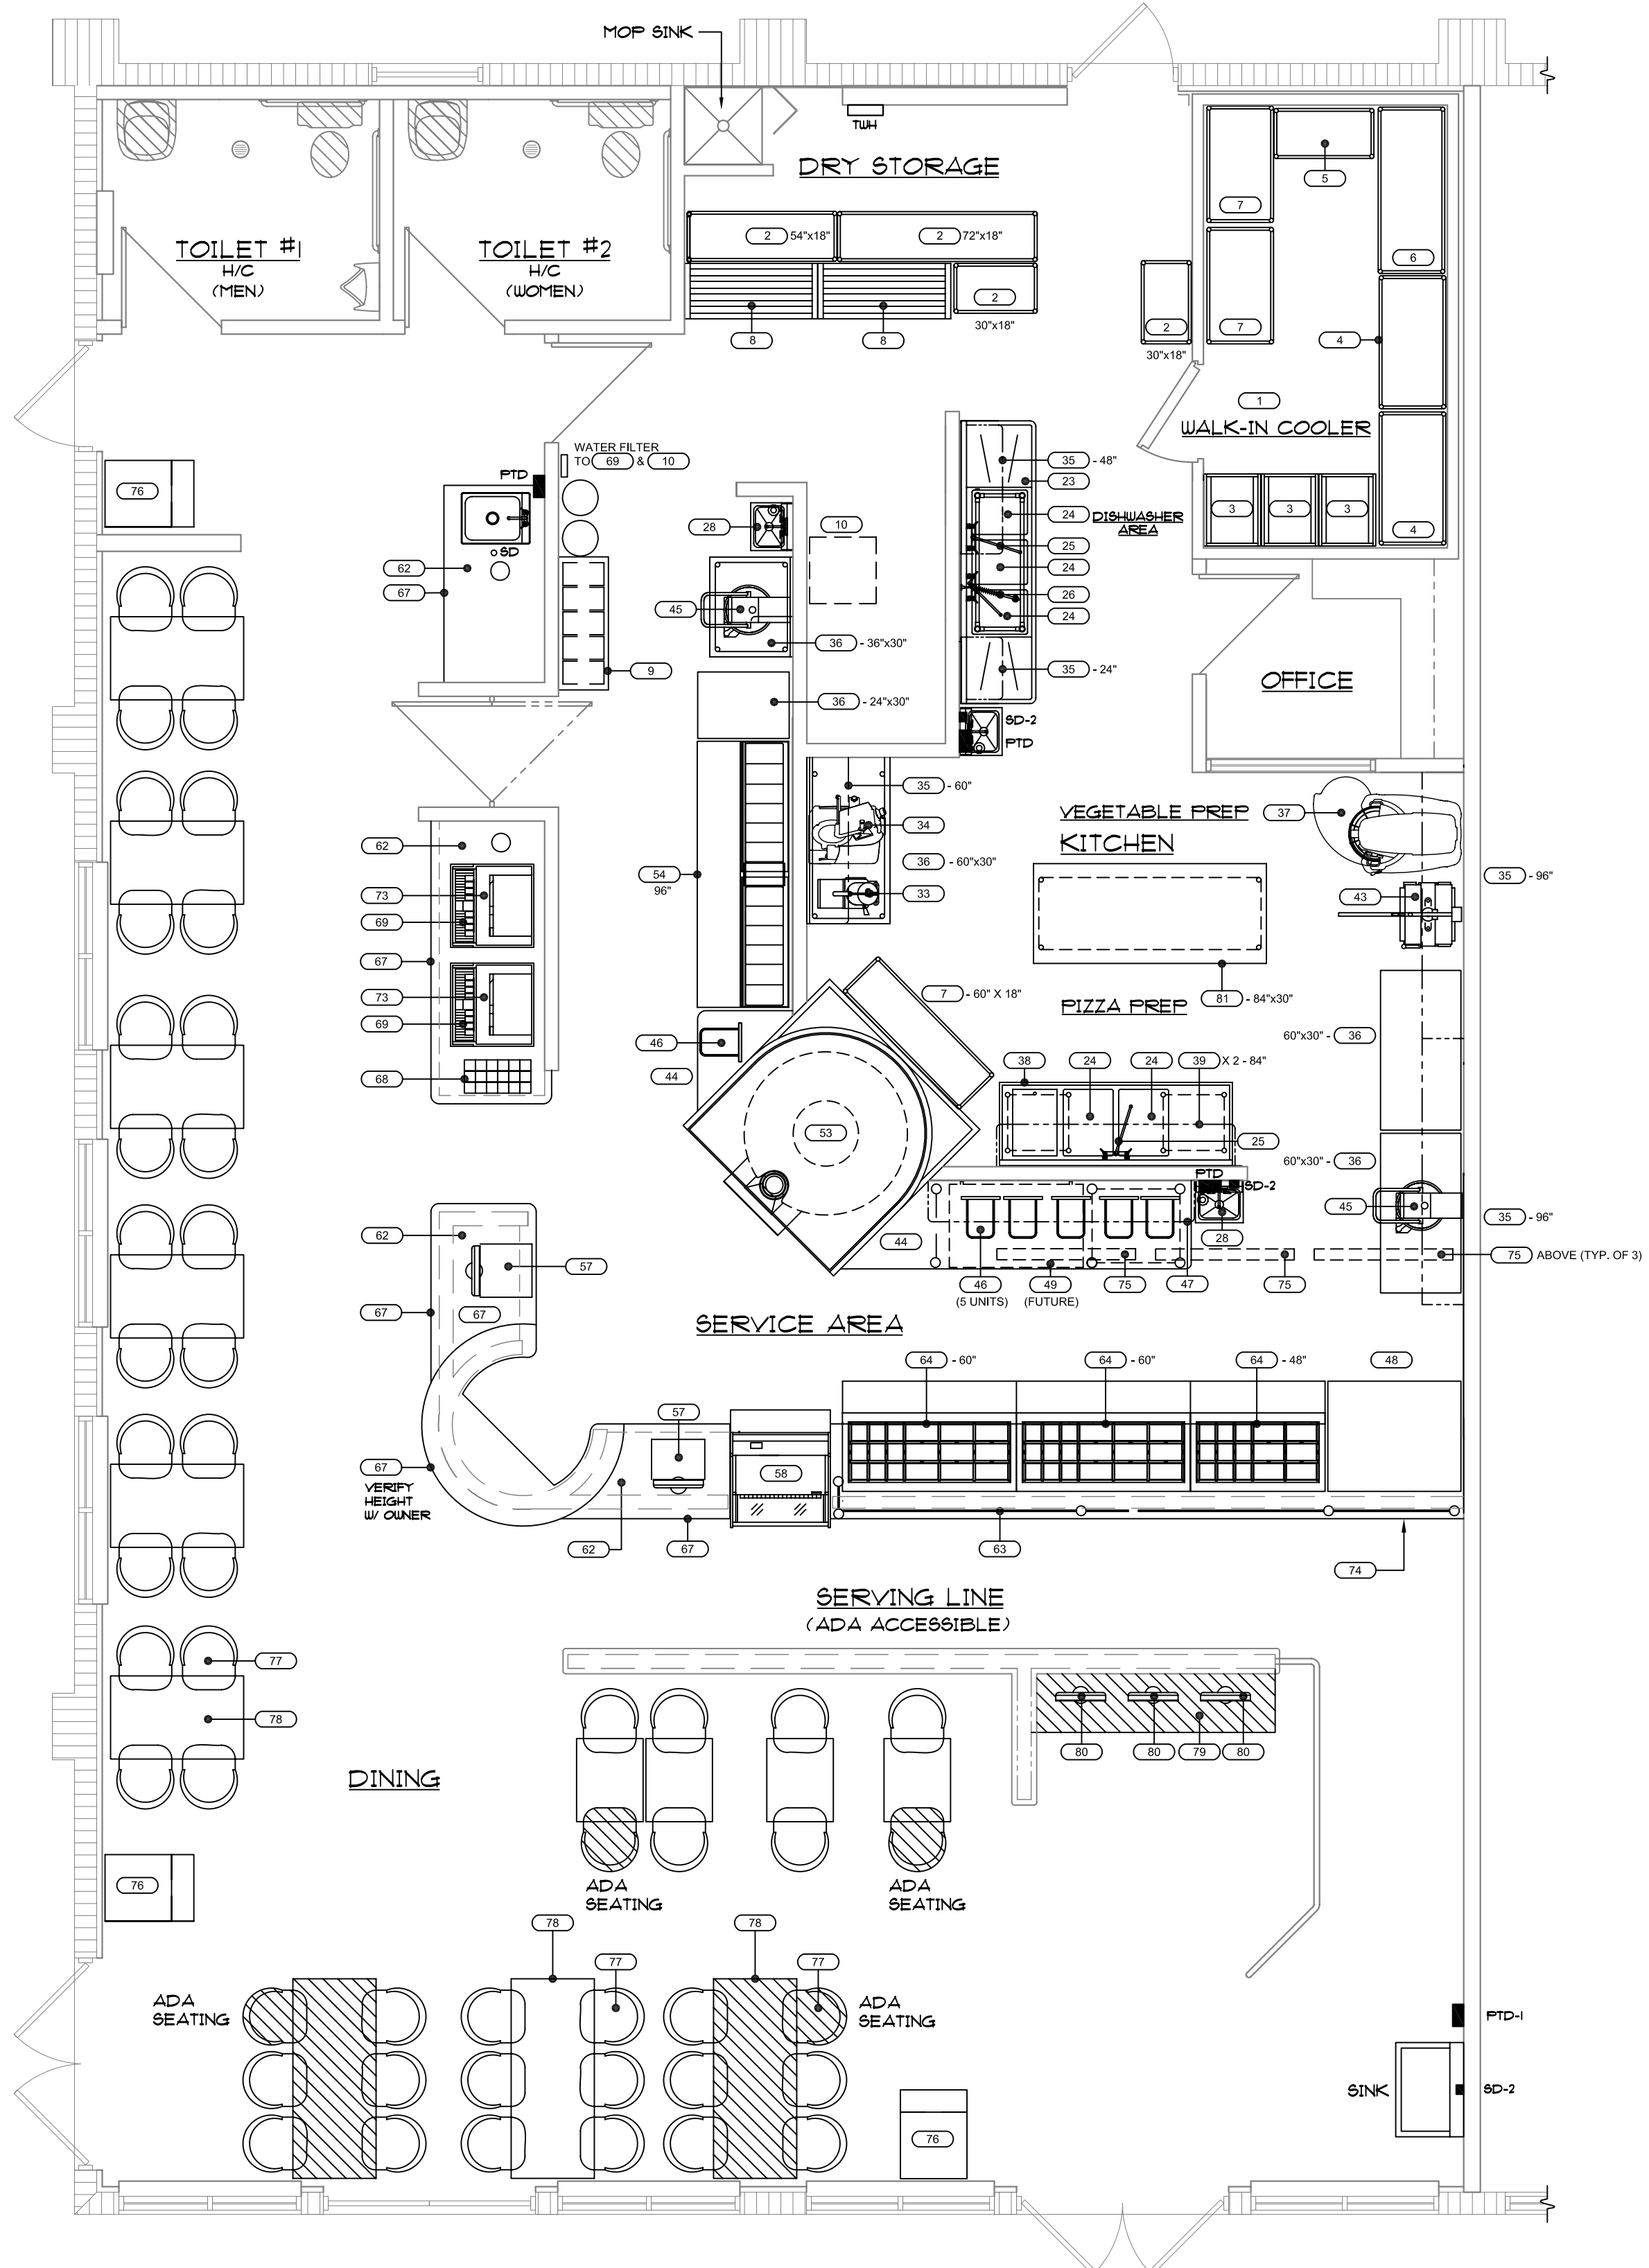 MOP SINK
TWH
DRY STORAGE
5
7
6
TOILET #1
H/C
(MEN)
TOILET #2
H/C
(WOMEN)
2 54"x18"
2 72"x18"
2
30"x18"
8
8
2
30"x18"
7
4
1
WALK-IN COOLER
WATER FILTER
TO 69 & 10
PTD
76
35 - 48"
23
3
3
3
4
28
10
24
DISHWASHER
AREA
25
SD
62
67
24
26
24
45
36 - 36"x30"
9
35 - 24"
OFFICE
36 - 24"x30"
SD-2
PTD
35 - 60"
34
36 - 60"x30"
33
VEGETABLE PREP
KITCHEN
37
62
54
96"
73
69
67
73
69
68
35 - 96"
43
7 - 60" X 18"
81 - 84"x30"
PIZZA PREP
60"x30" - 36
46
44
38
24
24
39 X 2 - 84"
53
25
60"x30" - 36
PTD
SD-2
45
35 - 96"
62
57
67
67
44
28
46
(5 UNITS)
49
(FUTURE)
75
47
75
75 ABOVE (TYP. OF 3)
SERVICE AREA
64 - 60"
64 - 60"
64 - 48"
48
57
58
67
VERIFY
HEIGHT
W/ OWNER
62
67
63
74
SERVING LINE
(ADA ACCESSIBLE)
77
78
80
80
79
80
DINING
76
ADA
SEATING
ADA
SEATING
78
78
77
77
ADA
SEATING
ADA
SEATING
PTD-1
SINK
SD-2
76